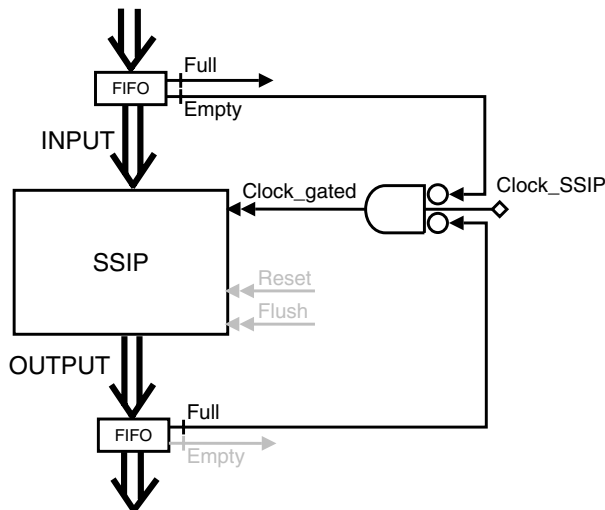 Full
FIFO
Empty
INPUT
Clock_SSIP
Clock_gated
SSIP
Reset
Flush
OUTPUT
Full
FIFO
Empty